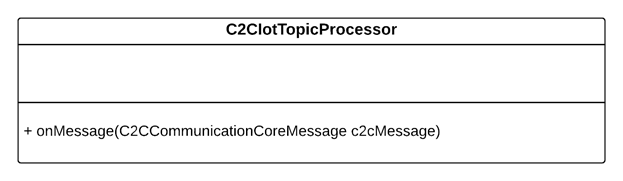 C2CIotTopicProcessor
+ onMessage(C2CCommunicationCoreMessage c2cMessage)